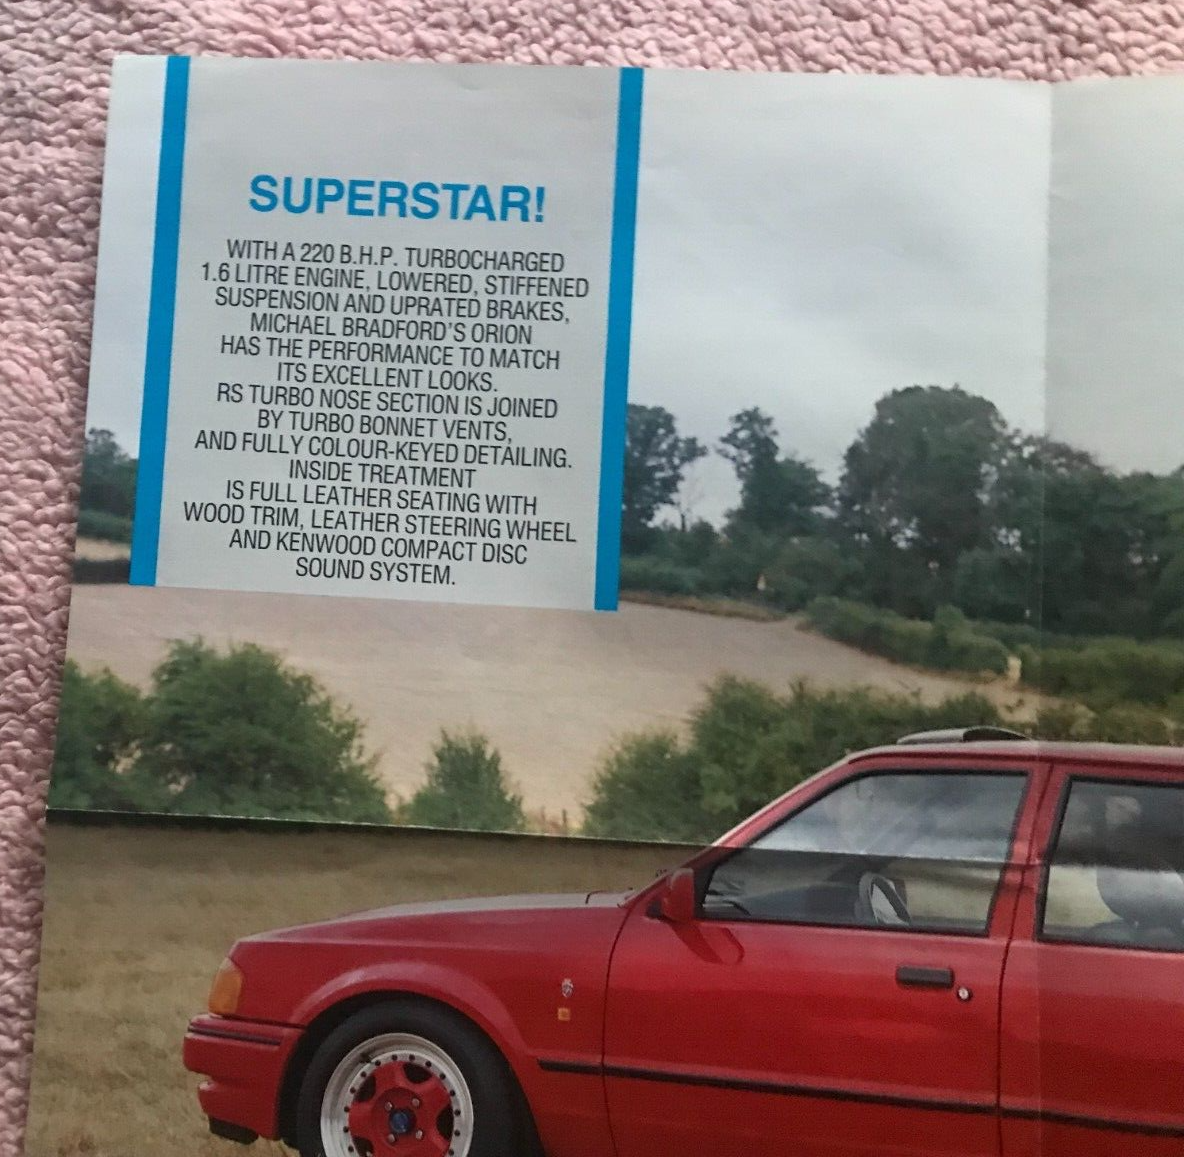 SUPERSTAR!
WITH A 220 B.H.P. TURBOCHARGED
1.6 LITRE ENGINE, LOWERED, STIFFENED
SUSPENSION AND UPRATED BRAKES,
MICHAEL BRADFORD'S ORION
HAS THE PERFORMANCE TO MATCH
ITS EXCELLENT LOOKS.
RS TURBO NOSE SECTION IS JOINED
BY TURBO BONNET VENTS,
AND FULLY COLOUR-KEYED DETAILING.
INSIDE TREATMENT
IS FULL LEATHER SEATING WITH
WOOD TRIM, LEATHER STEERING WHEEL
AND KENWOOD COMPACT DISC
SOUND SYSTEM.